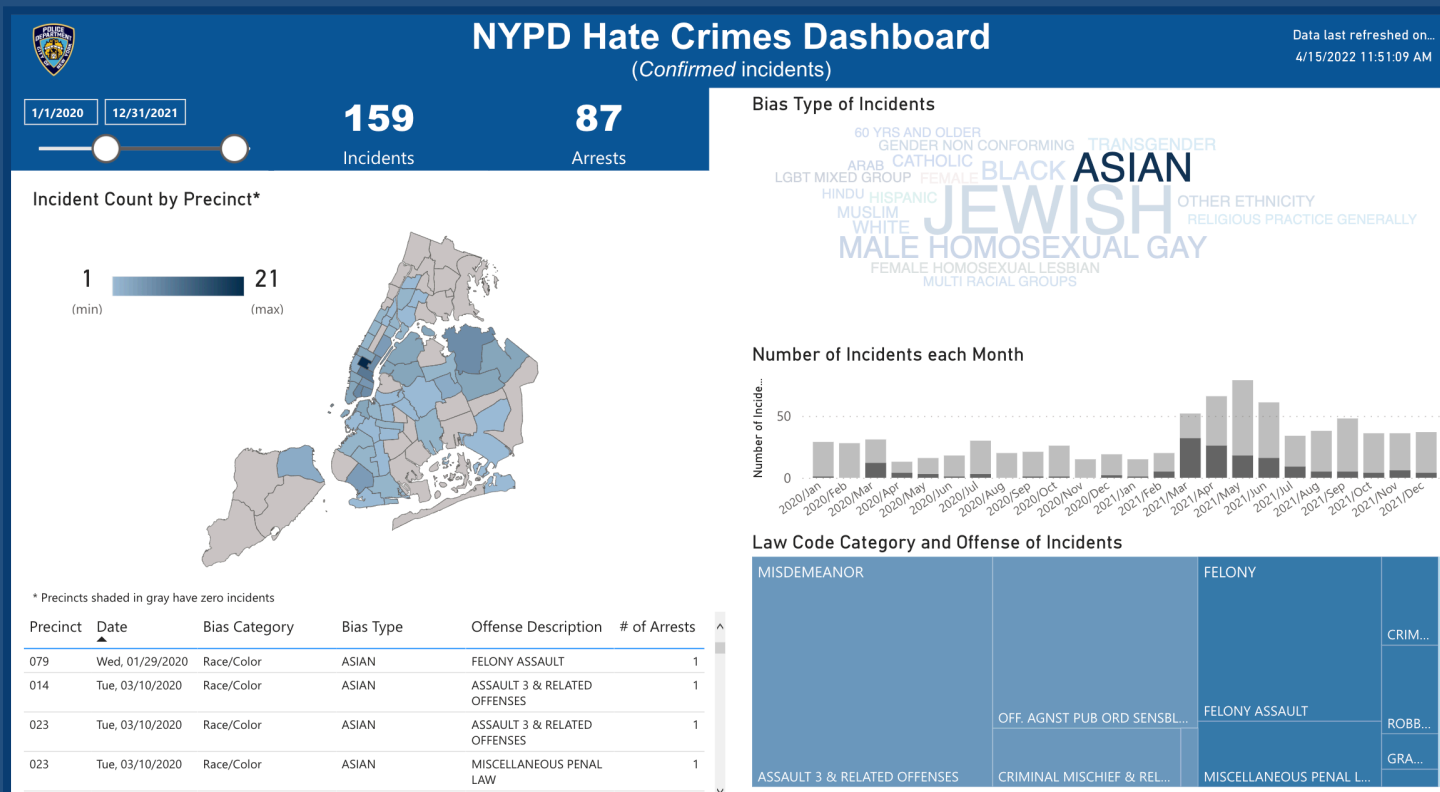 POLICE
DEPARTMENT
NYPD Hate Crimes Dashboard
(Confirmed incidents)
Data last refreshed on...
4/15/2022 11:51:09 AM
1/1/2020
12/31/2021
159
Incidents
87
Arrests
Incident Count by Precinct*
1
(min)
21
(max)
* Precincts shaded in gray have zero incidents
Precinct Date Bias Category Bias Type Offense Description # of Arrests
079 Wed, 01/29/2020 Race/Color ASIAN FELONY ASSAULT 1
014 Tue, 03/10/2020 Race/Color ASIAN ASSAULT 3 & RELATED 1
OFFENSES
023 Tue, 03/10/2020 Race/Color ASIAN ASSAULT 3 & RELATED 1
OFFENSES
023 Tue, 03/10/2020 Race/Color ASIAN MISCELLANEOUS PENAL 1
LAW
Bias Type of Incidents
60 YRS AND OLDER
GENDER NON CONFORMING
TRANSGENDER
ARAB
CATHOLIC
BLACK
ASIAN
LGBT MIXED GROUP
FEMALE
HINDU
HISPANIC
JEWISH
OTHER ETHNICITY
MUSLIM
RELIGIOUS PRACTICE GENERALLY
WHITE
MALE HOMOSEXUAL GAY
FEMALE HOMOSEXUAL LESBIAN
MULTI RACIAL GROUPS
Number of Incidents each Month
Number of Incide...
50
0
2020/Jan
2020/Feb
2020/Mar
2020/Apr
2020/May
2020/Jun
2020/Jul
2020/Aug
2020/Sep
2020/Oct
2020/Nov
2020/Dec
2021/Jan
2021/Feb
2021/Mar
2021/Apr
2021/May
2021/Jun
2021/Jul
2021/Aug
2021/Sep
2021/Oct
2021/Nov
2021/Dec
Law Code Category and Offense of Incidents
MISDEMEANOR
ASSAULT 3 & RELATED OFFENSES
OFF. AGNST PUB ORD SENSBL...
CRIMINAL MISCHIEF & REL...
FELONY
FELONY ASSAULT
MISCELLANEOUS PENAL L...
CRIM...
ROBB...
GRA...